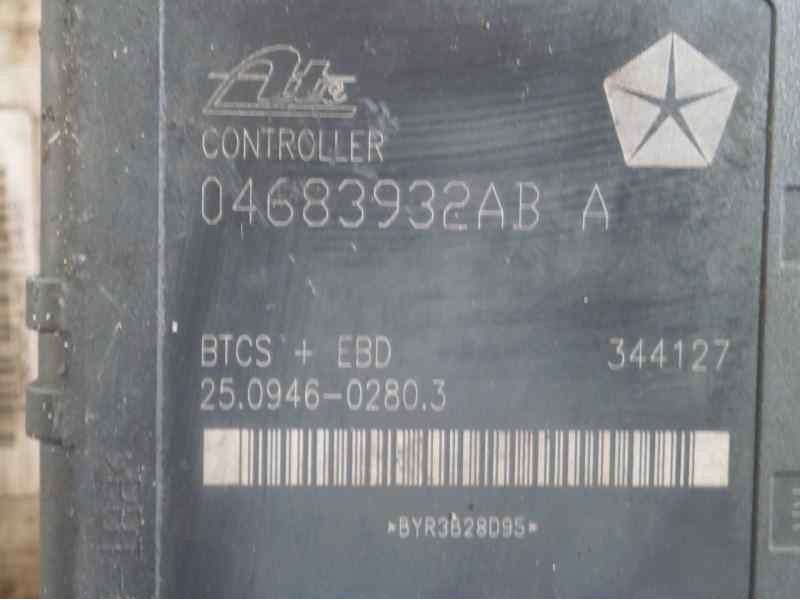 Ate
CONTROLLER
04683932AB A
BTCS + EBD 344127
25.0946-0280.3
*BYR3B28D95*